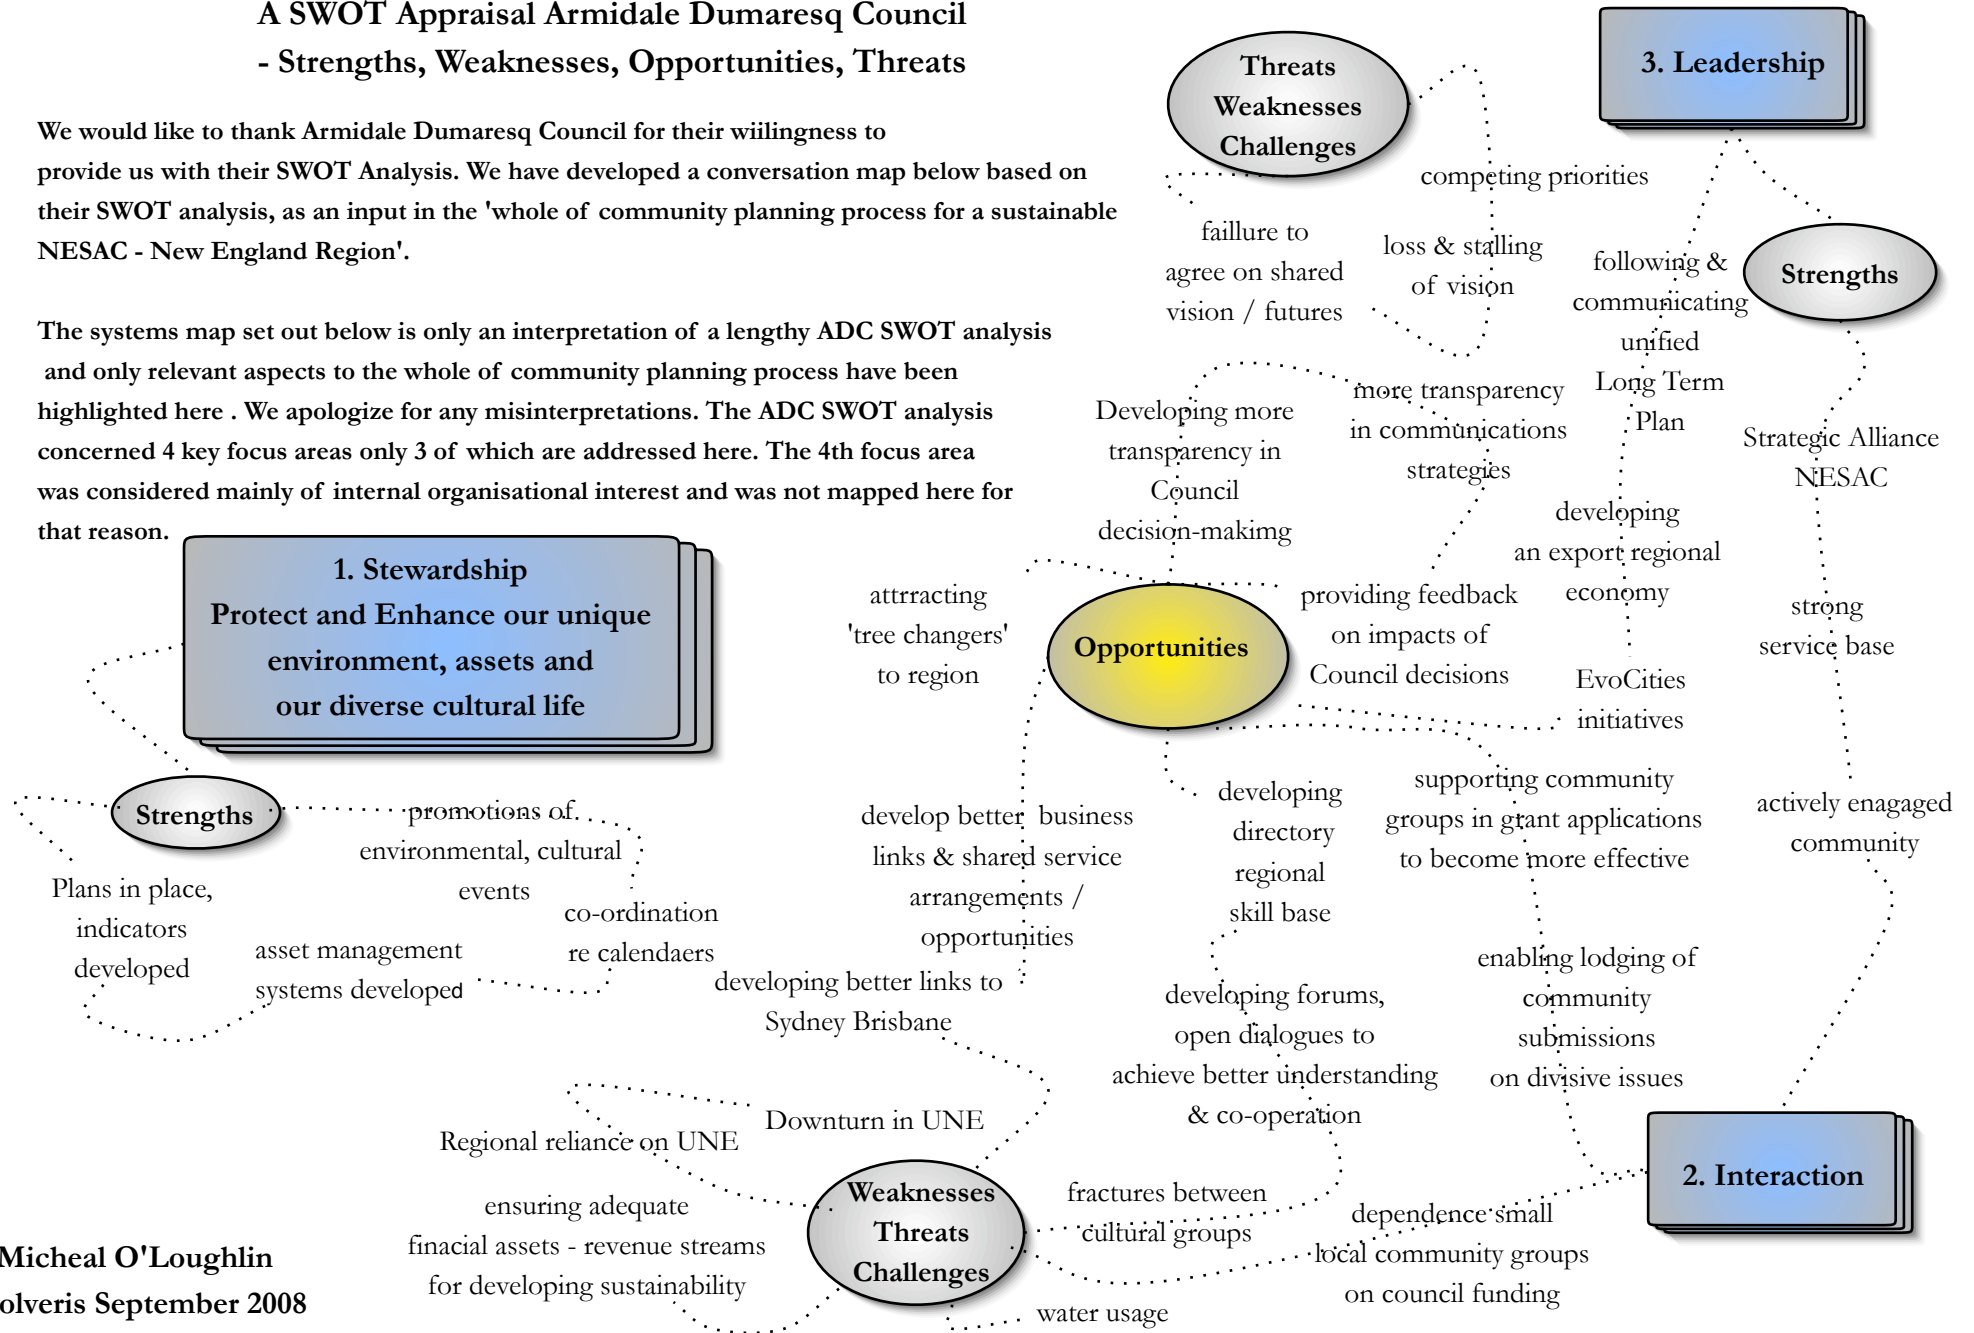 A SWOT Appraisal Armidale Dumaresq Council
- Strengths, Weaknesses, Opportunities, Threats
We would like to thank Armidale Dumaresq Council for their wiilingness to
provide us with their SWOT Analysis. We have developed a conversation map below based on
their SWOT analysis, as an input in the 'whole of community planning process for a sustainable
NESAC - New England Region'.
The systems map set out below is only an interpretation of a lengthy ADC SWOT analysis
and only relevant aspects to the whole of community planning process have been
highlighted here . We apologize for any misinterpretations. The ADC SWOT analysis
concerned 4 key focus areas only 3 of which are addressed here. The 4th focus area
was considered mainly of internal organisational interest and was not mapped here for
that reason.
Threats
Weaknesses
Challenges
3. Leadership
competing priorities
faillure to
agree on shared
vision / futures
loss & stalling
of vision
following &
communicating
unified
Long Term
Plan
Strengths
Developing more
transparency in
Council
decision-makimg
more transparency
in communications
strategies
Strategic Alliance
NESAC
developing
an export regional
economy
1. Stewardship
Protect and Enhance our unique
environment, assets and
our diverse cultural life
attrracting
'tree changers'
to region
Opportunities
providing feedback
on impacts of
Council decisions
EvoCities
initiatives
strong
service base
Strengths
promotions of
environmental, cultural
events
Plans in place,
indicators
developed
asset management
systems developed
co-ordination
re calendaers
develop better business
links & shared service
arrangements /
opportunities
developing
directory
regional
skill base
supporting community
groups in grant applications
to become more effective
actively enagaged
community
developing better links to
Sydney Brisbane
developing forums,
open dialogues to
achieve better understanding
& co-operation
enabling lodging of
community
submissions
on divisive issues
Downturn in UNE
Regional reliance on UNE
ensuring adequate
finacial assets - revenue streams
for developing sustainability
Weaknesses
Threats
Challenges
fractures between
cultural groups
dependence small
local community groups
on council funding
2. Interaction
water usage
Micheal O'Loughlin
olveris September 2008